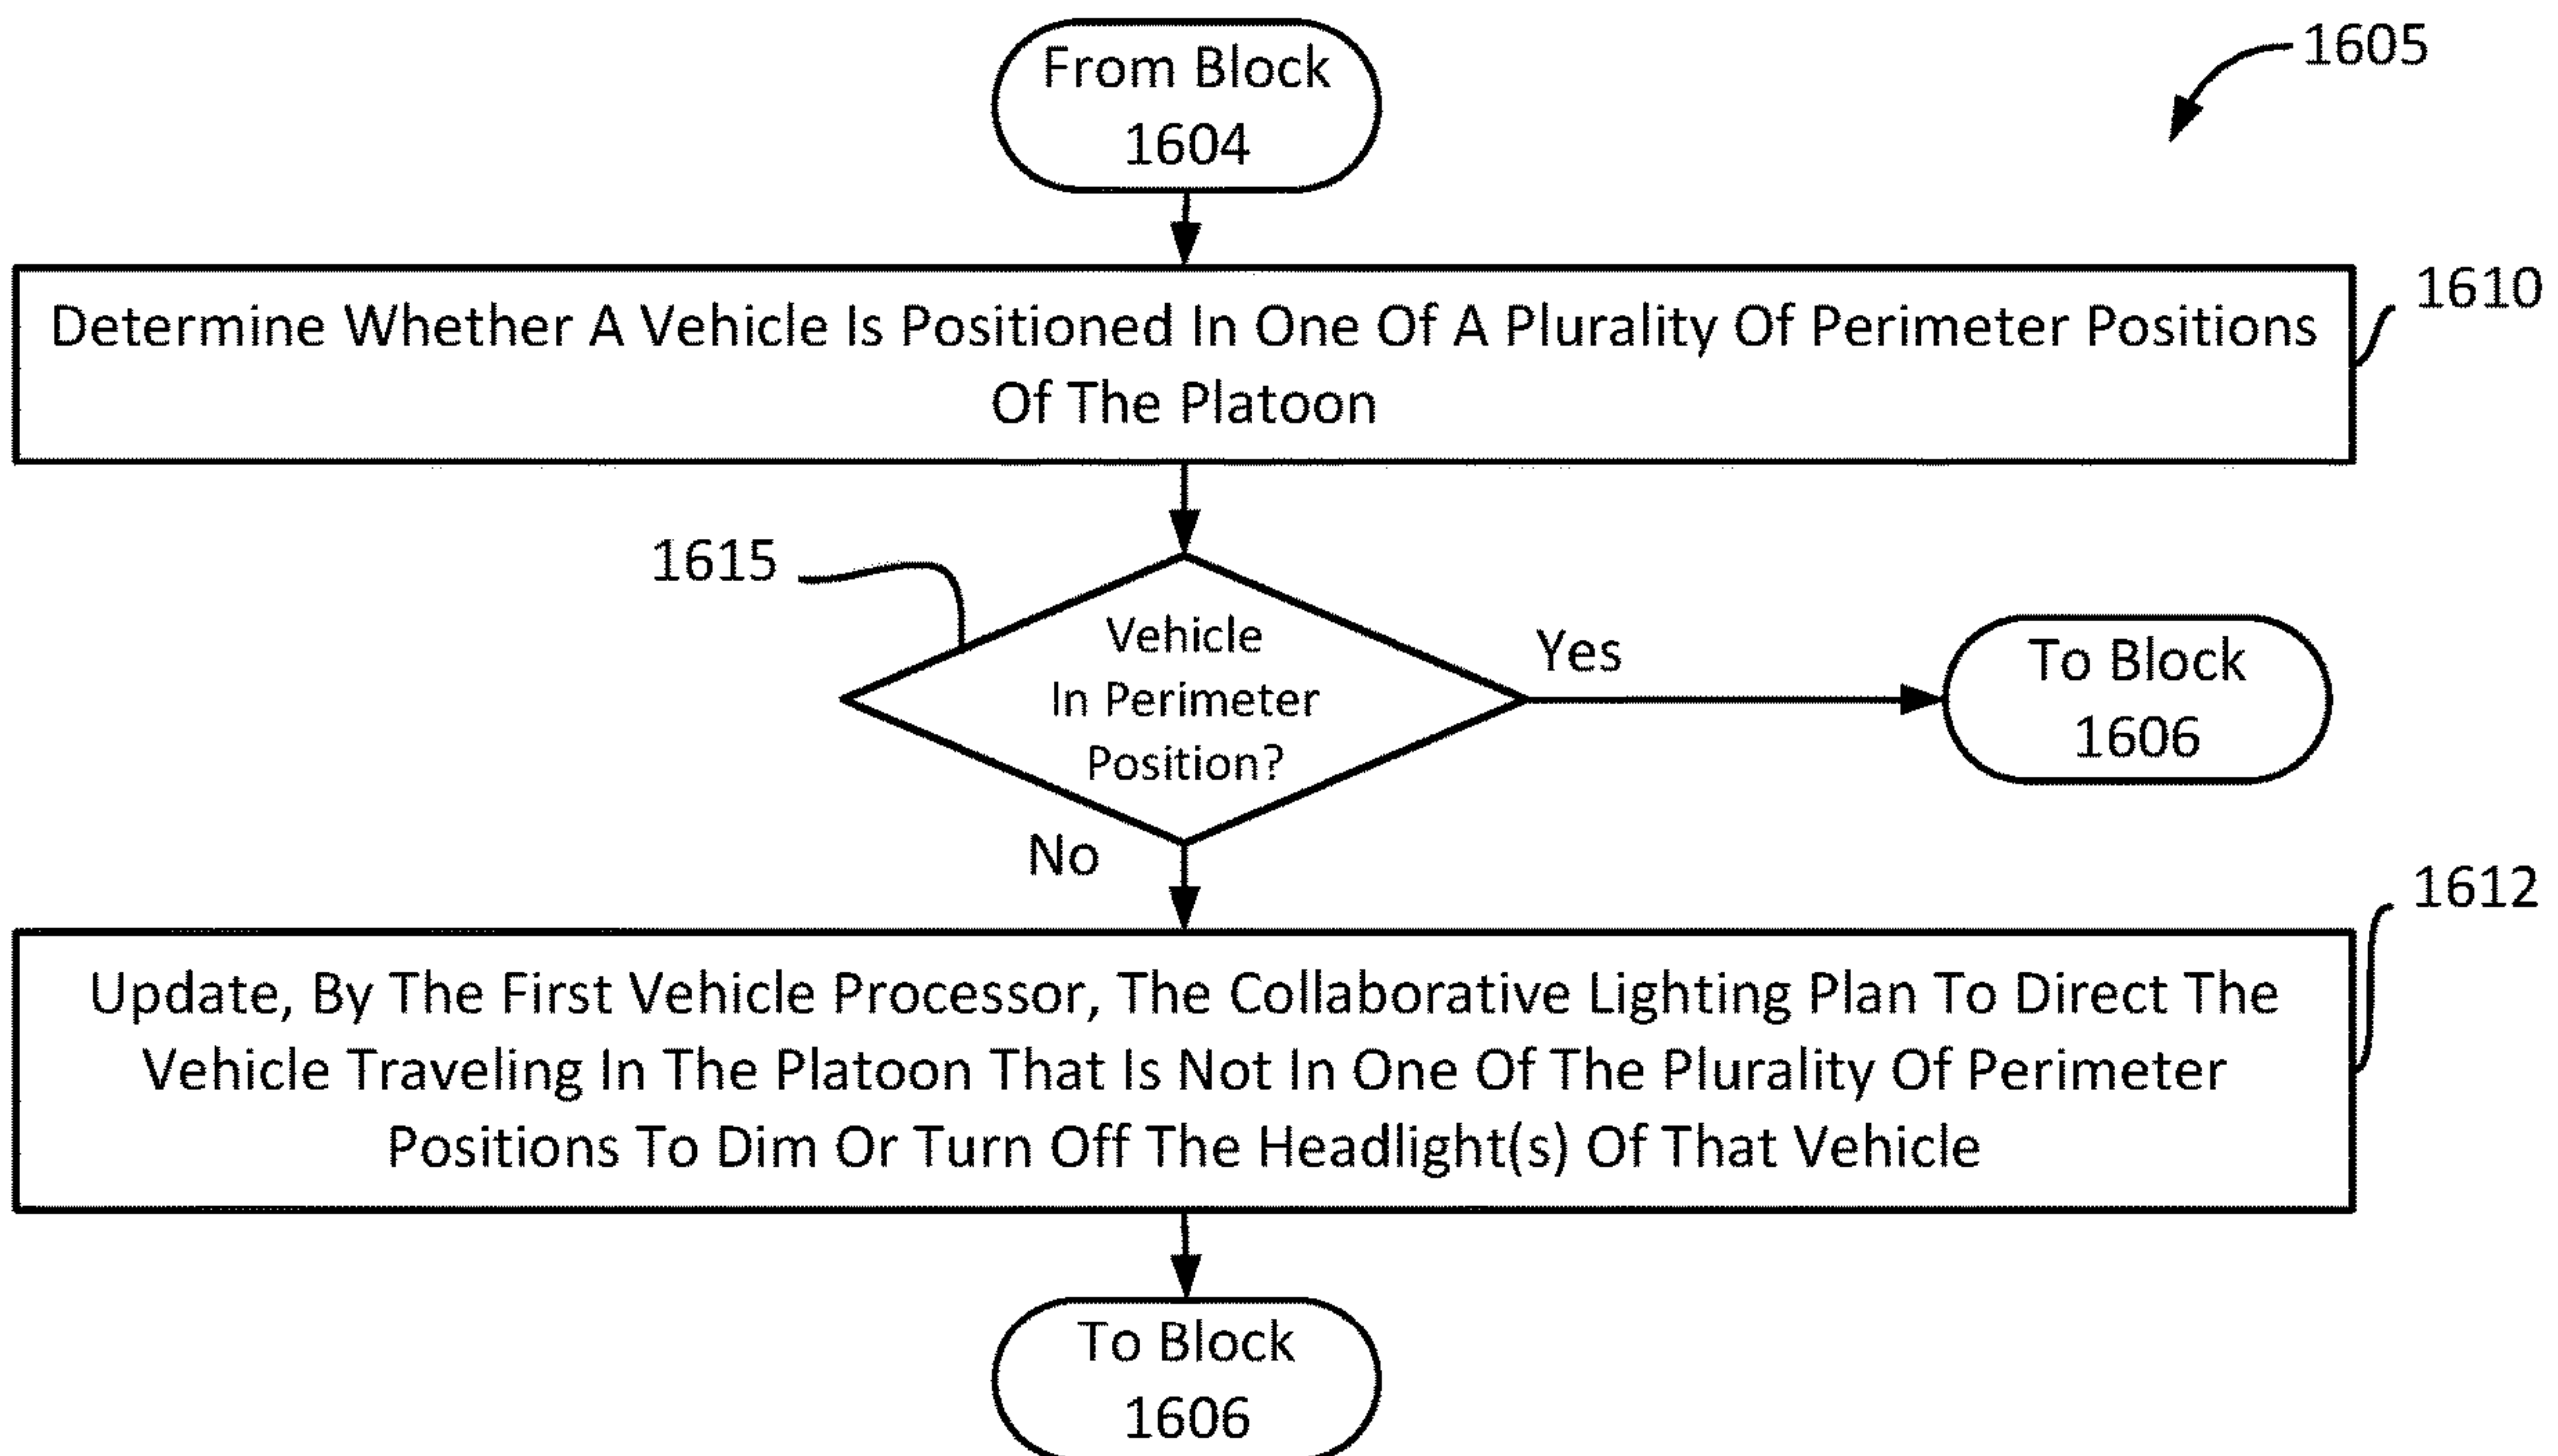 From Block
1604
1605
Determine Whether A Vehicle Is Positioned In One Of A Plurality Of Perimeter Positions
Of The Platoon
1610
1615
Vehicle
In Perimeter
Position?
Yes
To Block
1606
No
1612
Update, By The First Vehicle Processor, The Collaborative Lighting Plan To Direct The
Vehicle Traveling In The Platoon That Is Not In One Of The Plurality Of Perimeter
Positions To Dim Or Turn Off The Headlight(s) Of That Vehicle
To Block
1606